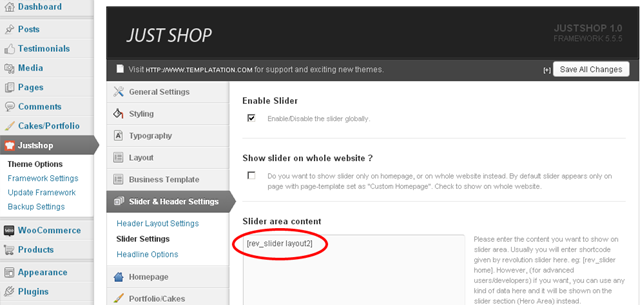 Dashboard
Posts
Testimonials
Media
Pages
Comments
Cakes/Portfolio
Justshop
Theme Options
Framework Settings
Update Framework
Backup Settings
WooCommerce
Products
Appearance
Plugins
JUST SHOP
JUSTSHOP 1.0
FRAMEWORK 5.5.5
Visit HTTP://WWW.TEMPLATATION.COM for support and exciting new themes.
[+] Save All Changes
General Settings
Styling
Typography
Layout
Business Template
Slider & Header Settings
Header Layout Settings
Slider Settings
Headline Options
Homepage
Portfolio/Cakes
Enable Slider
Enable/Disable the slider globally.
Show slider on whole website ?
Do you want to show slider only on homepage, or on whole website instead. By default slider appears only on
page with page-template set as "Custom Homepage". Check to show on whole website.
Slider area content
[rev_slider layout2]
Please enter the content you want to show on
slider area. Usually you will enter shortcode
given by revolution slider here. eg: [rev_slider
home]. However, (for advanced
users/developers) if you want, you can use any
kind of data here and it will be shown on the
slider section (Hero Area) instead.